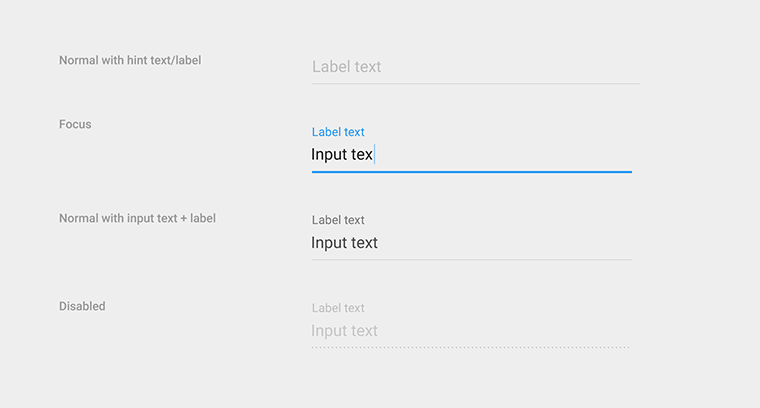 Normal with hint text/label
Label text
Focus
Label text
Input tex
Normal with input text + label
Label text
Input text
Disabled
Label text
Input text